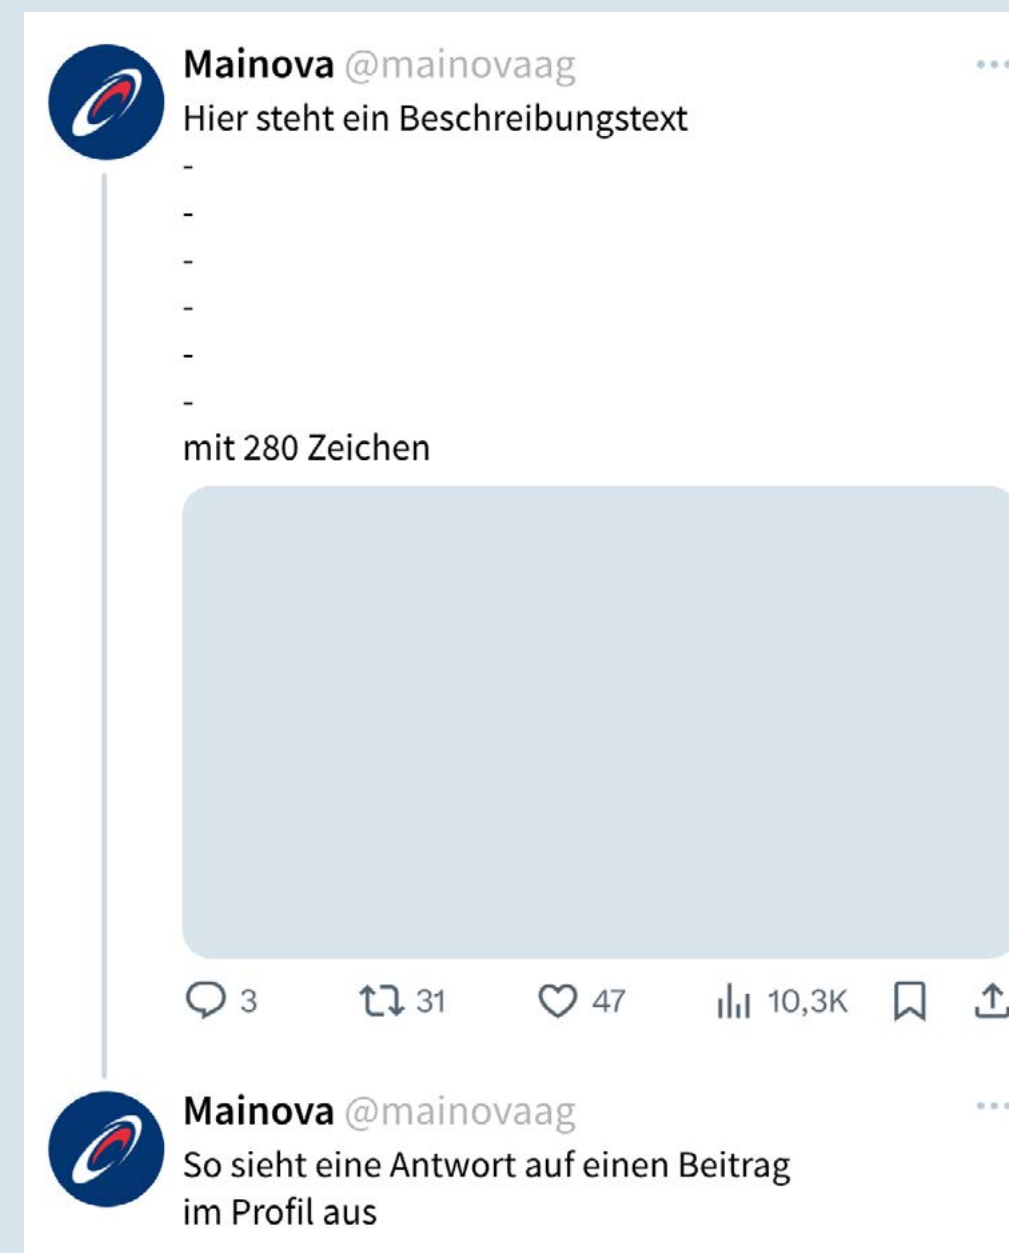 Mainova @mainovaag
Hier steht ein Beschreibungstext
-
-
-
-
-
-
mit 280 Zeichen
3 31 47 10,3K
Mainova @mainovaag
So sieht eine Antwort auf einen Beitrag
im Profil aus